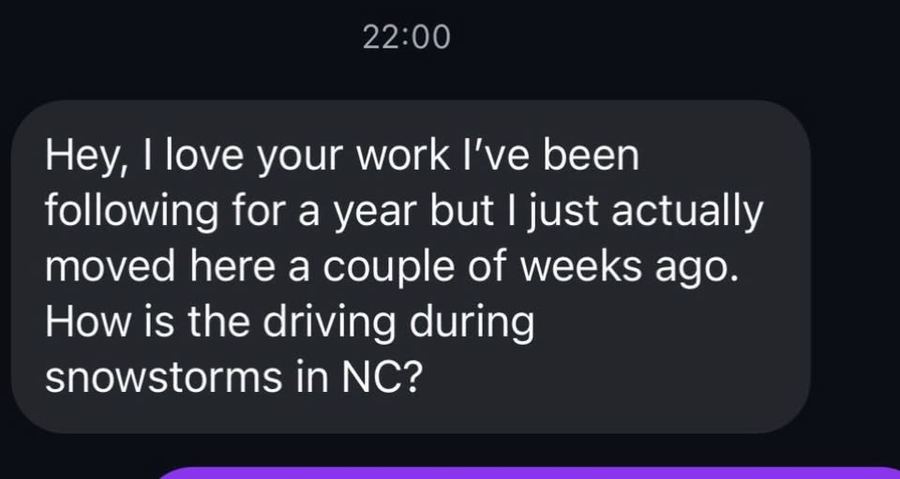 22:00
Hey, I love your work I’ve been
following for a year but I just actually
moved here a couple of weeks ago.
How is the driving during
snowstorms in NC?